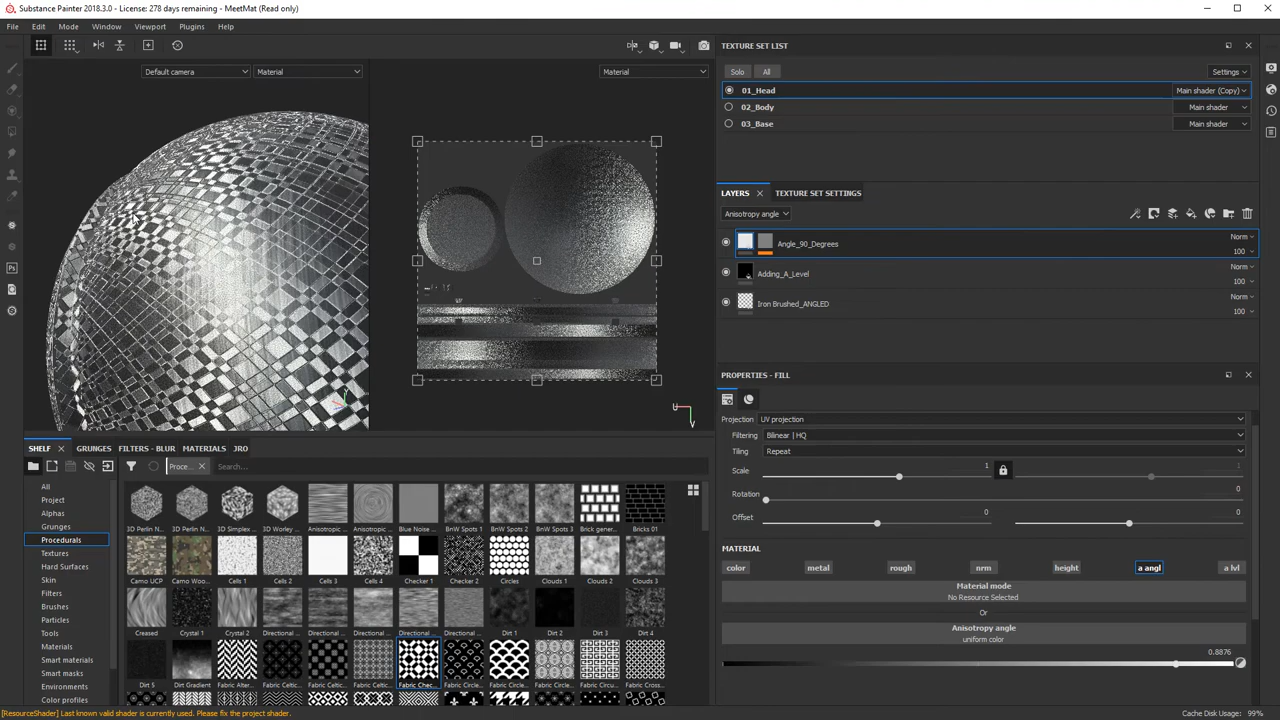 Substance Painter 2018.3.0 - License: 278 days remaining - MeetMat (Read only)
File Edit Mode Window Viewport Plugins Help
Default camera Material Material
TEXTURE SET LIST
Solo All Settings
01_Head Main shader (Copy)
02_Body Main shader
03_Base Main shader
LAYERS TEXTURE SET SETTINGS
Anisotropy angle
Angle_90_Degrees Norm 100
Adding_A_Level Norm 100
Iron Brushed_ANGLED Norm 100
PROPERTIES - FILL
Projection UV projection
Filtering Bilinear | HQ
Tiling Repeat
Scale 1 1
Rotation 0
Offset 0 0
MATERIAL
color metal rough nrm height a angl a lvl
Material mode
No Resource Selected
Or
Anisotropy angle
uniform color
0.8876
U
V
SHELF GRUNGES FILTERS - BLUR MATERIALS JRO
Proce... Search...
All
Project
Alphas
Grunges
Procedurals
Textures
Hard Surfaces
Skin
Filters
Brushes
Particles
Tools
Materials
Smart materials
Smart masks
Environments
Color profiles
3D Perlin N... 3D Perlin N... 3D Simplex ... 3D Worley ... Anisotropic ... Anisotropic ... Blue Noise ... BnW Spots 1 BnW Spots 2 BnW Spots 3 Brick gener... Bricks 01
Camo UCP Camo Woo... Cells 1 Cells 2 Cells 3 Cells 4 Checker 1 Checker 2 Circles Clouds 1 Clouds 2 Clouds 3
Creased Crystal 1 Crystal 2 Directional ... Directional ... Directional ... Directional ... Directional ... Dirt 1 Dirt 2 Dirt 3 Dirt 4
Dirt 5 Dirt Gradient Fabric Alter... Fabric Celtic... Fabric Celtic... Fabric Celtic... Fabric Chec... Fabric Circle... Fabric Circle... Fabric Circle... Fabric Circu... Fabric Cross...
[ResourceShader] Last known valid shader is currently used. Please fix the project shader.
Cache Disk Usage: 99%